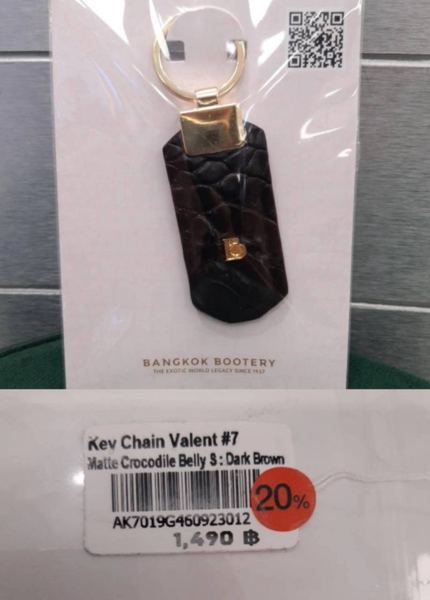 B
BANGKOK BOOTERY
THE EXOTIC WORLD LEGACY SINCE 1937
Key Chain Valent #7
Matte Crocodile Belly S : Dark Brown
20%
AK7019G460923012
1,490 ฿